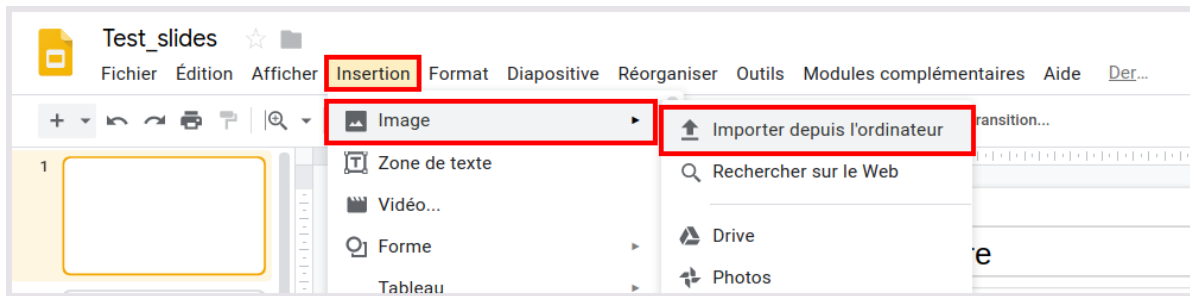 Test_slides
Fichier Édition Afficher Insertion Format Diapositive Réorganiser Outils Modules complémentaires Aide Der...
Image
Importer depuis l'ordinateur
ransition...
1
Zone de texte
Rechercher sur le Web
Vidéo...
Drive
Forme
re
Photos
Tableau